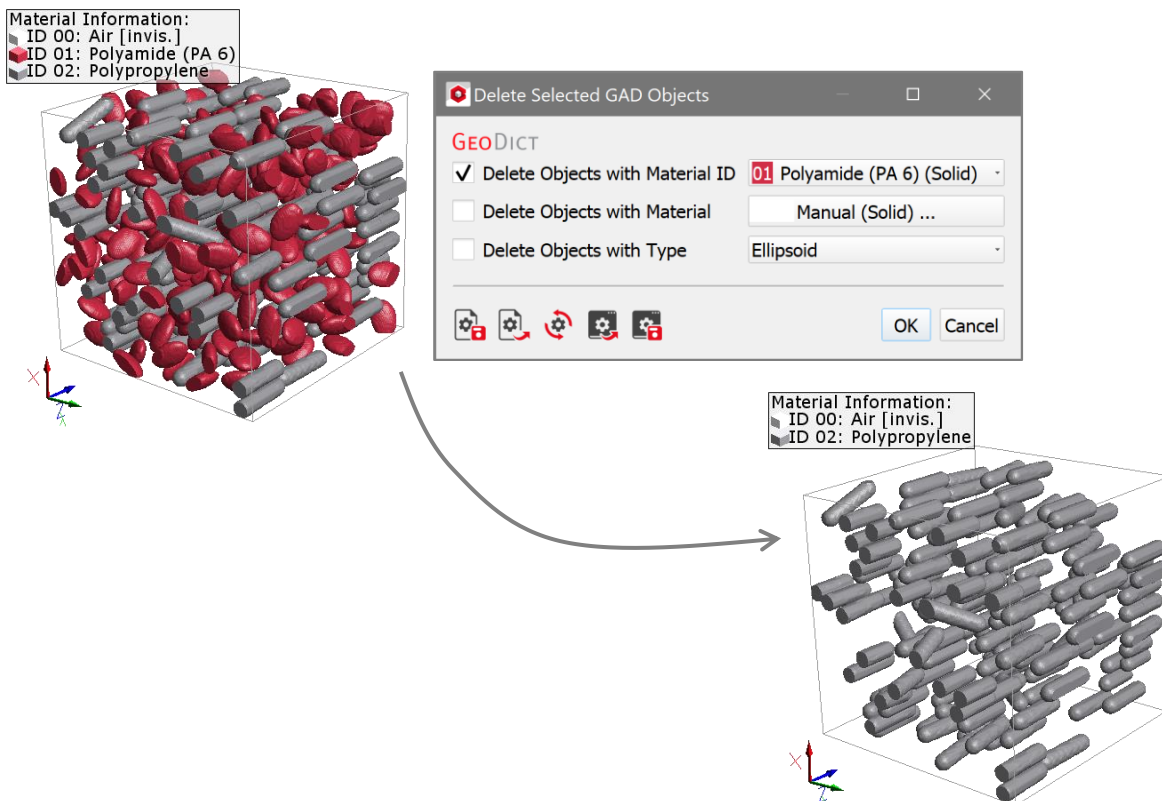 Material Information:
ID 00: Air [invis.]
ID 01: Polyamide (PA 6)
ID 02: Polypropylene
Delete Selected GAD Objects
GEODICT
Delete Objects with Material ID
01 Polyamide (PA 6) (Solid)
Delete Objects with Material
Manual (Solid) ...
Delete Objects with Type
Ellipsoid
OK
Cancel
X
Material Information:
ID 00: Air [invis.]
ID 02: Polypropylene
X